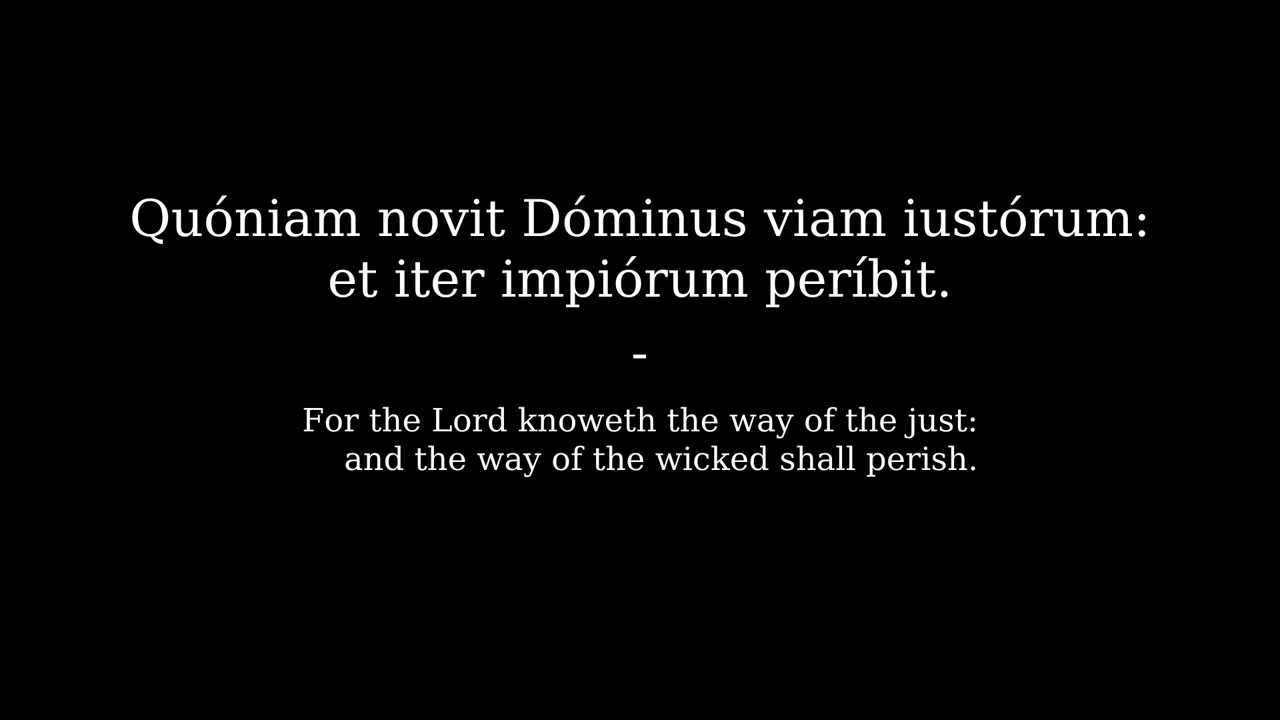 Quóniam novit Dóminus viam iustórum:
et iter impiórum períbit.
-
For the Lord knoweth the way of the just:
and the way of the wicked shall perish.